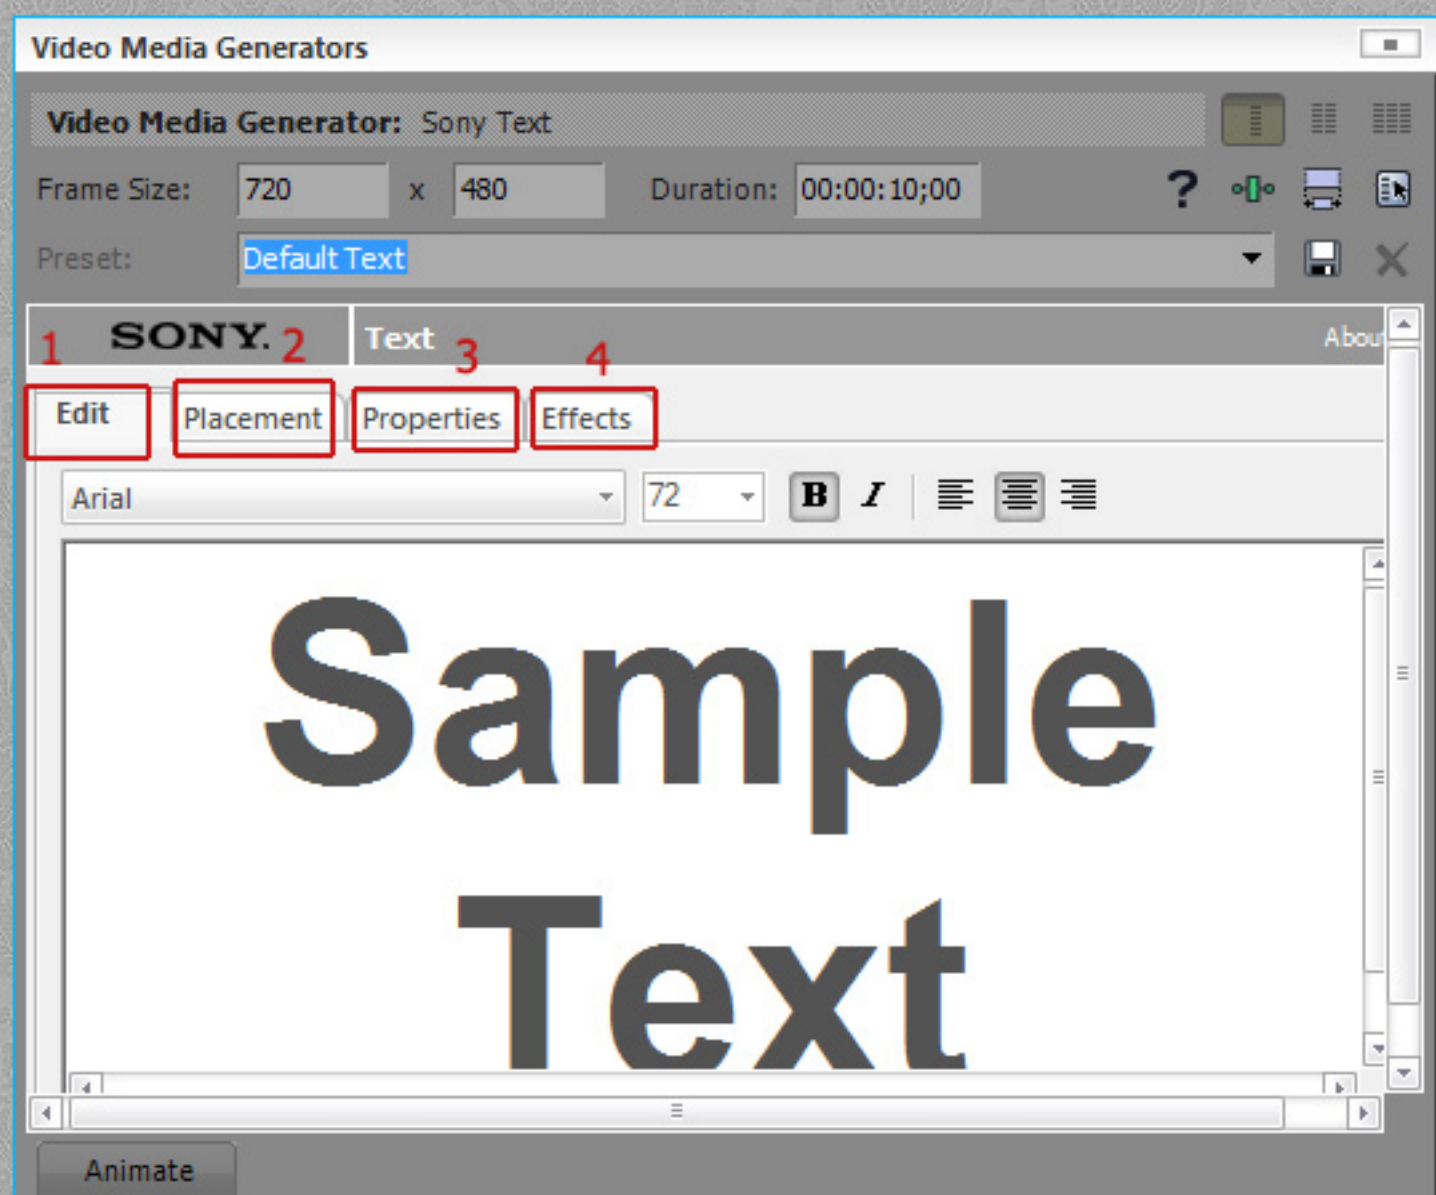 Video Media Generators
Video Media Generator: Sony Text
Frame Size: 720 x 480 Duration: 00:00:10;00 ?
Preset: Default Text
1 SONY. 2 Text 3 4 About
Edit Placement Properties Effects
Arial 72 B I
Sample
Text
Animate